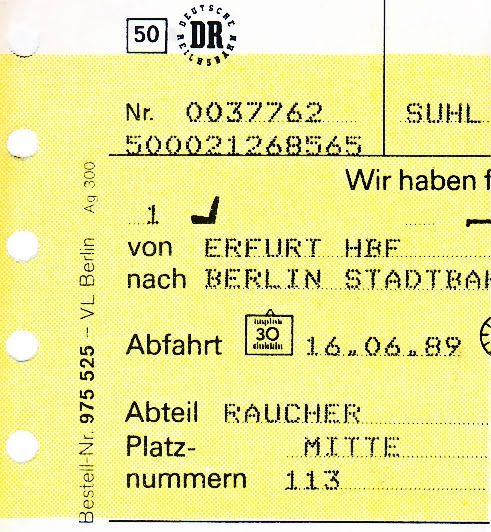 50 DEUTSCHE REICHSBAHN DR
Nr. 0037762 SUHL
500021268565
Wir haben f
1
von ERFURT HBF
nach BERLIN STADTBAH
Abfahrt 30 16.06.89
Abteil RAUCHER
Platz- MITTE
nummern 113
Bestell-Nr. 975 525 – VL Berlin Ag 300